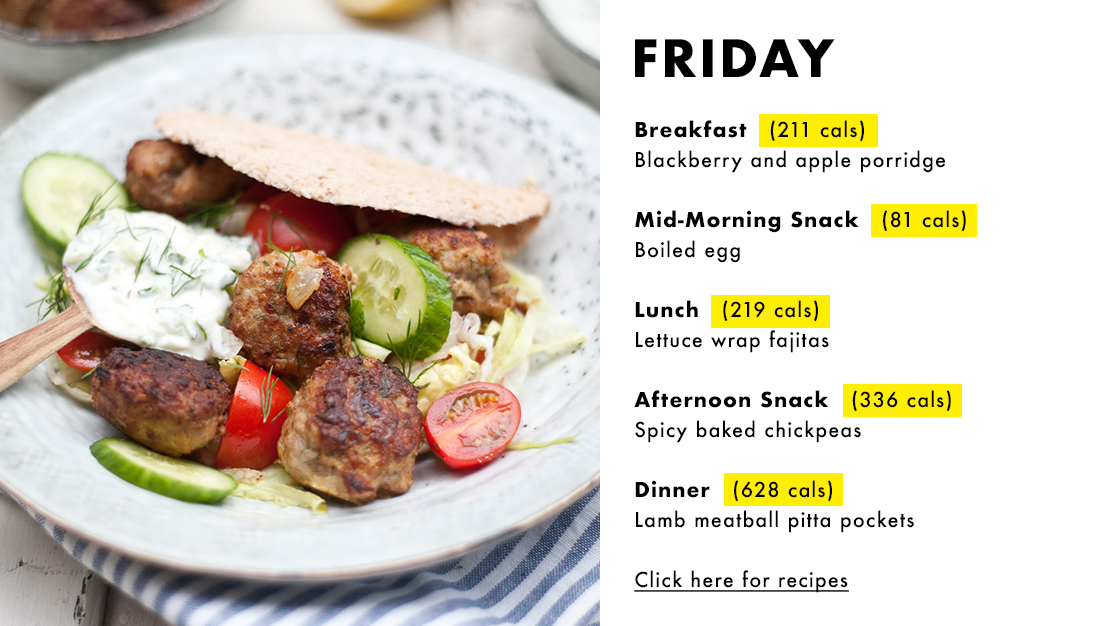 FRIDAY
Breakfast (211 cals)
Blackberry and apple porridge
Mid-Morning Snack (81 cals)
Boiled egg
Lunch (219 cals)
Lettuce wrap fajitas
Afternoon Snack (336 cals)
Spicy baked chickpeas
Dinner (628 cals)
Lamb meatball pitta pockets
Click here for recipes